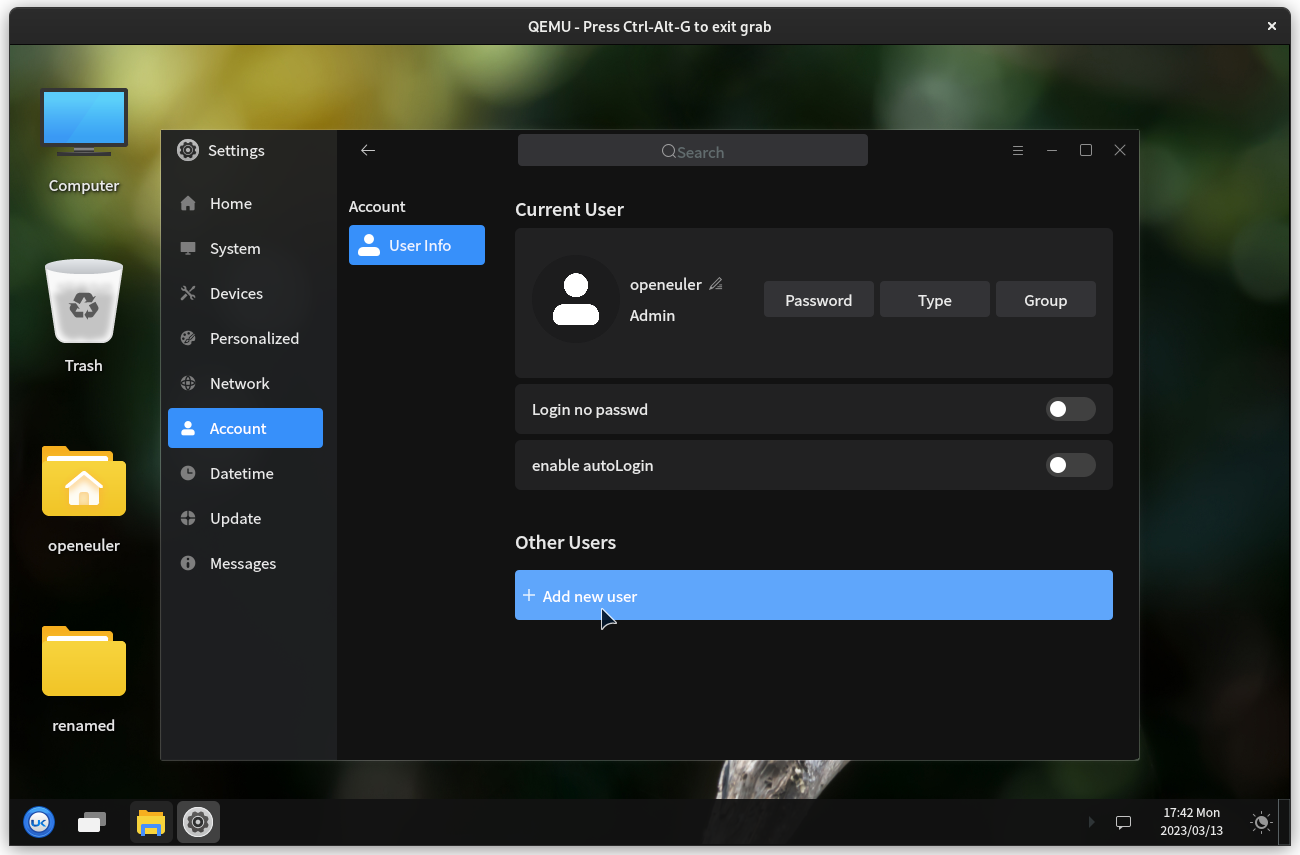 QEMU - Press Ctrl-Alt-G to exit grab
Computer
Trash
openeuler
renamed
Settings
Search
Home
System
Devices
Personalized
Network
Account
Datetime
Update
Messages
Account
User Info
Current User
openeuler
Admin
Password
Type
Group
Login no passwd
enable autoLogin
Other Users
Add new user
UK
17:42 Mon
2023/03/13